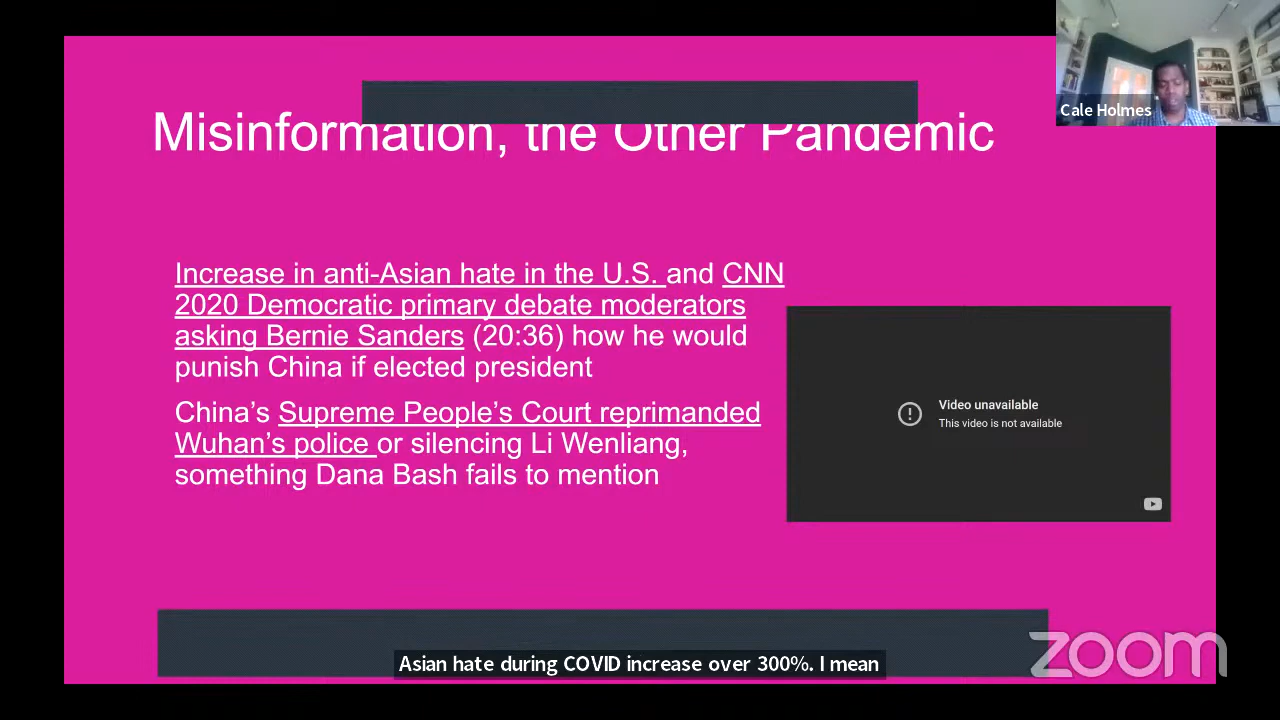 Cale Holmes
Misinformation, the Other Pandemic
Increase in anti-Asian hate in the U.S. and CNN
2020 Democratic primary debate moderators
asking Bernie Sanders (20:36) how he would
punish China if elected president
China’s Supreme People’s Court reprimanded
Wuhan’s police or silencing Li Wenliang,
something Dana Bash fails to mention
Video unavailable
This video is not available
Asian hate during COVID increase over 300%. I mean
zoom